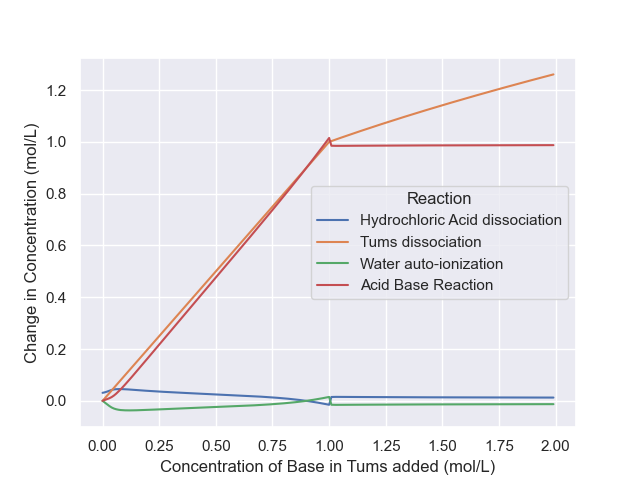 Change in Concentration (mol/L)
1.2
1.0
0.8
0.6
0.4
0.2
0.0
Reaction
Hydrochloric Acid dissociation
Tums dissociation
Water auto-ionization
Acid Base Reaction
0.00 0.25 0.50 0.75 1.00 1.25 1.50 1.75 2.00
Concentration of Base in Tums added (mol/L)